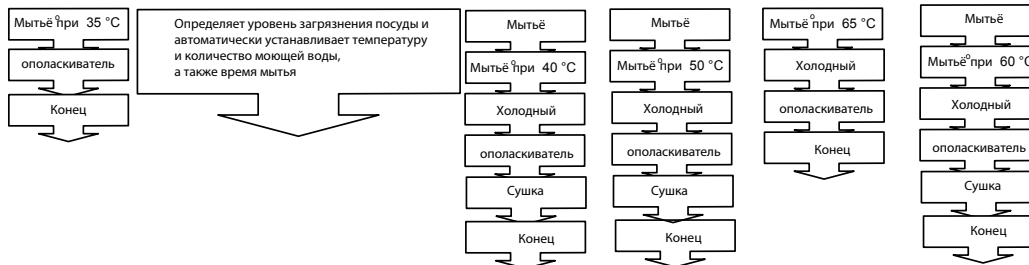 Мытьё при 35 °C
ополаскиватель
Конец
Определяет уровень загрязнения посуды и
автоматически устанавливает температуру
и количество моющей воды,
а также время мытья
Мытьё
Мытьё при 40 °C
Холодный
ополаскиватель
Сушка
Конец
Мытьё
Мытьё при 50 °C
Холодный
ополаскиватель
Сушка
Конец
Мытьё при 65 °C
Холодный
ополаскиватель
Конец
Мытьё
Мытьё при 60 °C
Холодный
ополаскиватель
Сушка
Конец